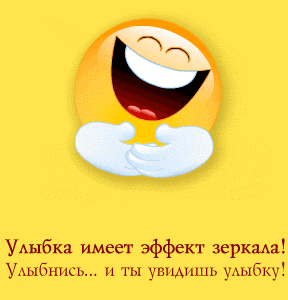 Улыбка имеет эффект зеркала!
Улыбнись... и ты увидишь улыбку!